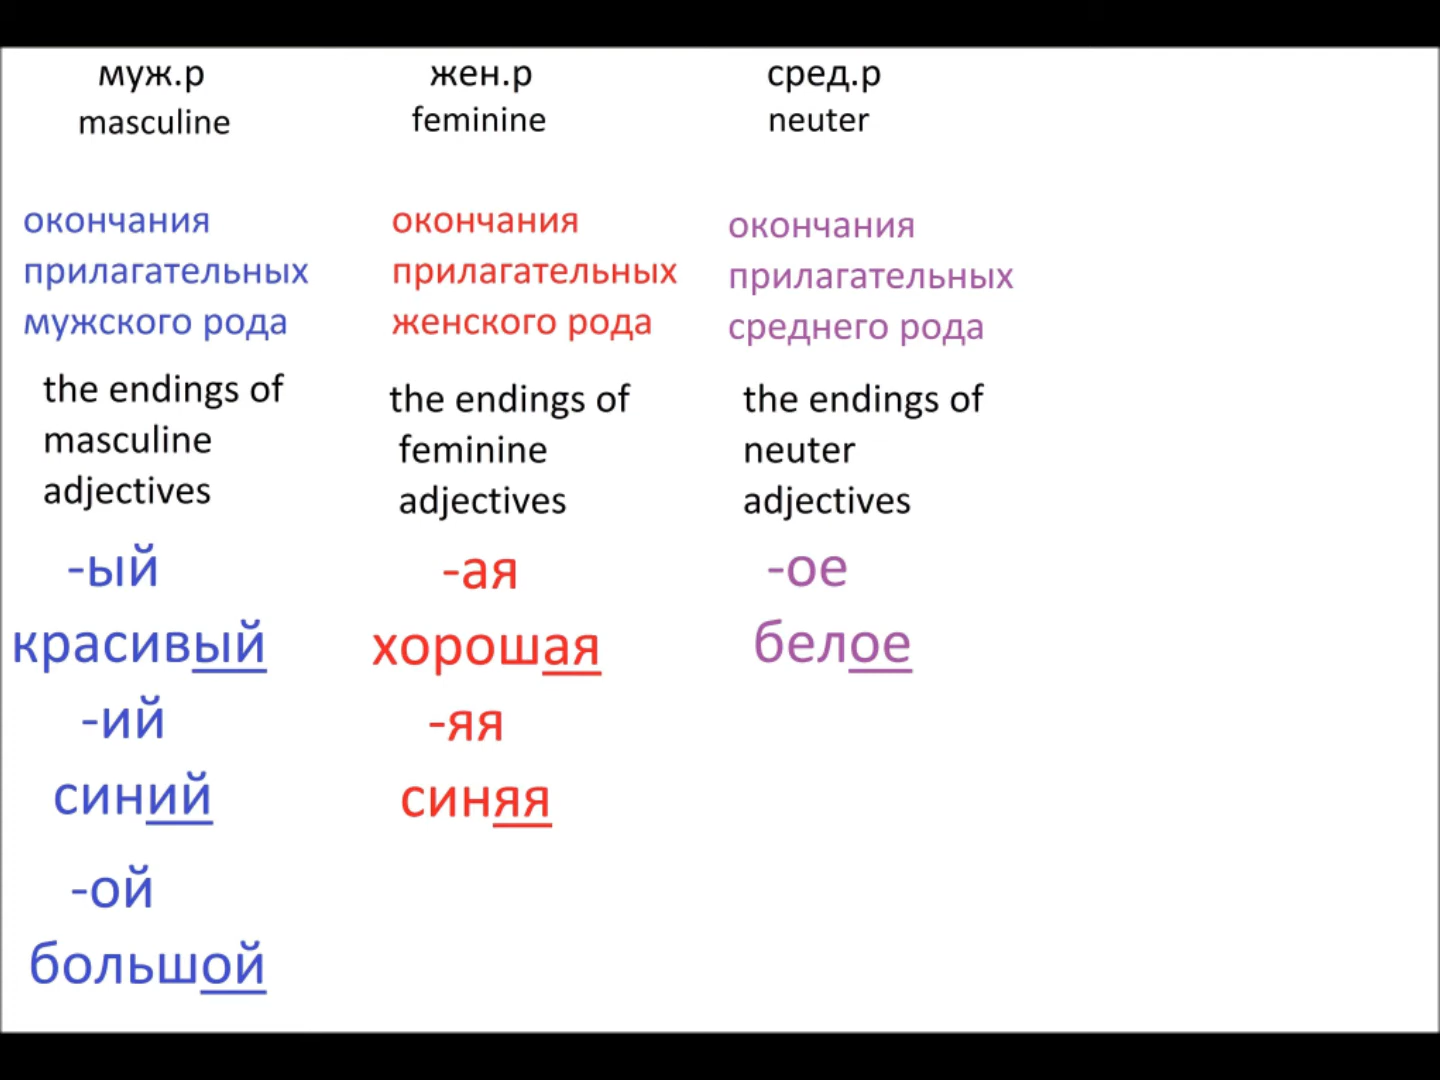 муж.р
masculine
окончания
прилагательных
мужского рода
the endings of
masculine
adjectives
-ый
красивый
-ий
синий
-ой
большой
жен.р
feminine
окончания
прилагательных
женского рода
the endings of
feminine
adjectives
-ая
хорошая
-яя
синяя
сред.р
neuter
окончания
прилагательных
среднего рода
the endings of
neuter
adjectives
-ое
белое